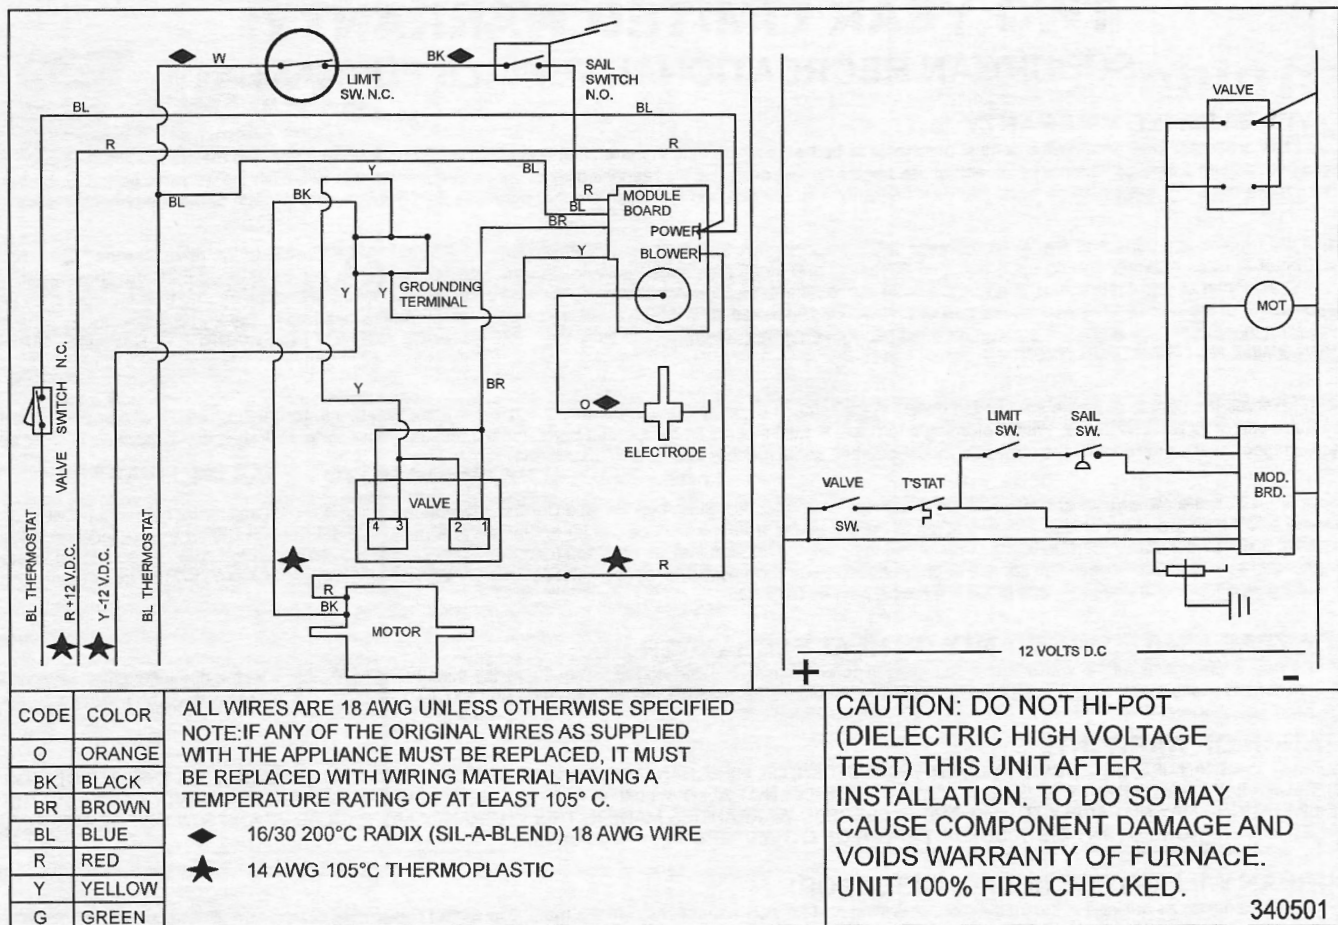 W
LIMIT
SW. N.C.
BK
SAIL
SWITCH
N.O.
BL
BL
R
R
BL
BL
Y
BK
R
BL
BR
Y
MODULE
BOARD
POWER
BLOWER
Y
Y
GROUNDING
TERMINAL
Y
BR
O
ELECTRODE
VALVE
4
3
2
1
R
BK
MOTOR
R
BL THERMOSTAT
VALVE SWITCH N.C.
R +12 V.D.C.
Y -12 V.D.C.
BL THERMOSTAT
VALVE
MOT
LIMIT
SW.
SAIL
SW.
VALVE
SW.
T'STAT
MOD.
BRD.
12 VOLTS D.C
+
-
CODE COLOR
O ORANGE
BK BLACK
BR BROWN
BL BLUE
R RED
Y YELLOW
G GREEN
ALL WIRES ARE 18 AWG UNLESS OTHERWISE SPECIFIED
NOTE:IF ANY OF THE ORIGINAL WIRES AS SUPPLIED
WITH THE APPLIANCE MUST BE REPLACED, IT MUST
BE REPLACED WITH WIRING MATERIAL HAVING A
TEMPERATURE RATING OF AT LEAST 105° C.
16/30 200°C RADIX (SIL-A-BLEND) 18 AWG WIRE
14 AWG 105°C THERMOPLASTIC
CAUTION: DO NOT HI-POT
(DIELECTRIC HIGH VOLTAGE
TEST) THIS UNIT AFTER
INSTALLATION. TO DO SO MAY
CAUSE COMPONENT DAMAGE AND
VOIDS WARRANTY OF FURNACE.
UNIT 100% FIRE CHECKED.
340501